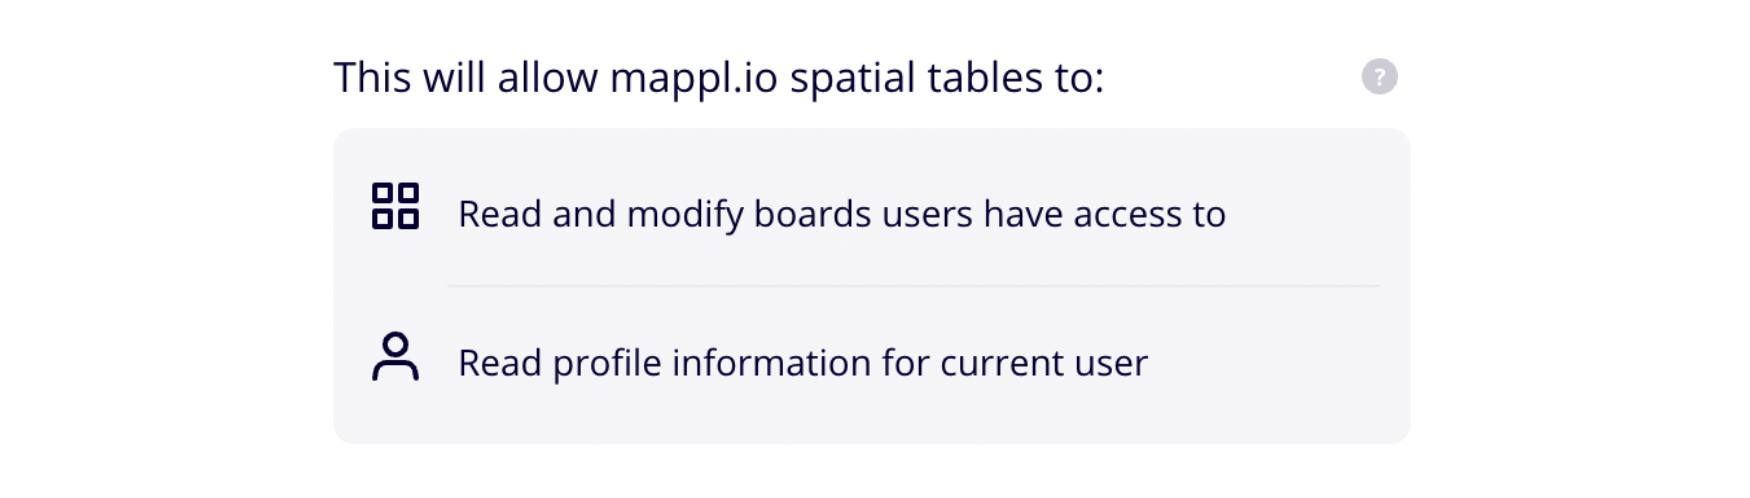 This will allow mappl.io spatial tables to:
?
Read and modify boards users have access to
Read profile information for current user